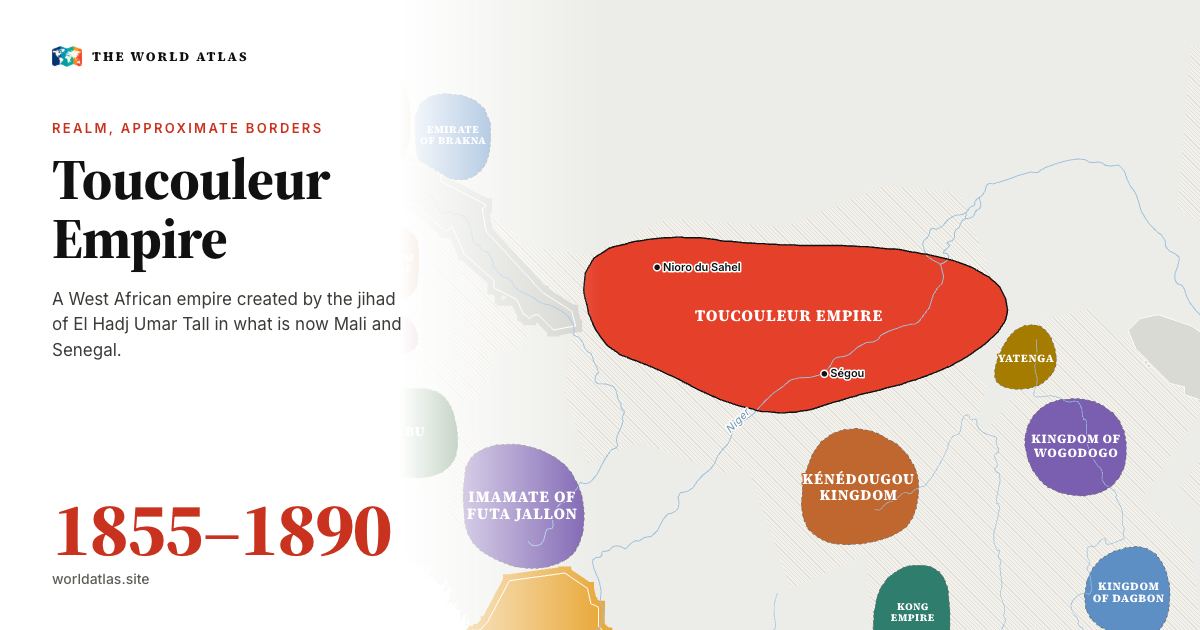 THE WORLD ATLAS
REALM, APPROXIMATE BORDERS
Toucouleur
Empire
A West African empire created by the jihad
of El Hadj Umar Tall in what is now Mali and
Senegal.
1855–1890
worldatlas.site
EMIRATE
OF BRAKNA
Nioro du Sahel
TOUCOULEUR EMPIRE
Ségou
Niger
YATENGA
KINGDOM OF
WOGODOGO
KÉNÉDOUGOU
KINGDOM
IMAMATE OF
FUTA JALLON
KINGDOM
OF DAGBON
KONG
EMPIRE